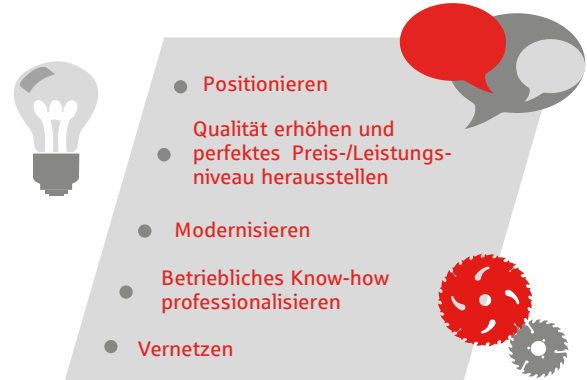 Positionieren
Qualität erhöhen und
perfektes Preis-/Leistungs-
niveau herausstellen
Modernisieren
Betriebliches Know-how
professionalisieren
Vernetzen